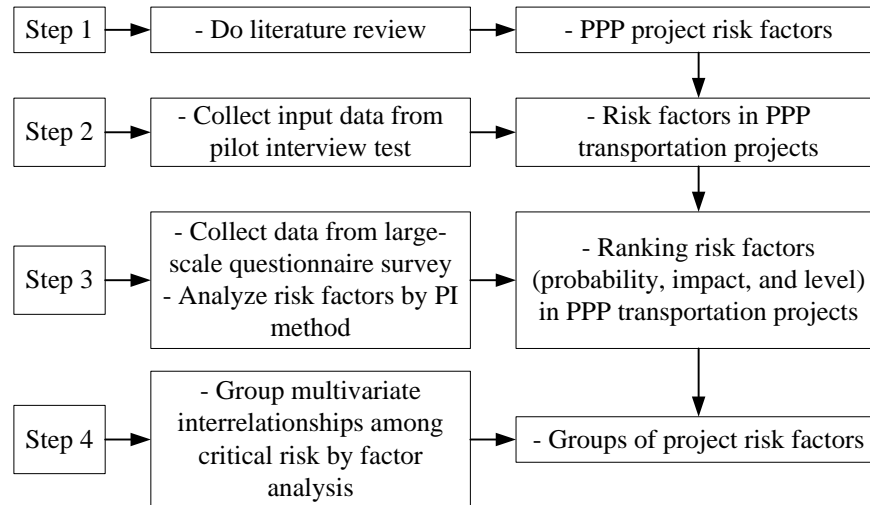 Step 1
- Do literature review
- PPP project risk factors
Step 2
- Collect input data from
pilot interview test
- Risk factors in PPP
transportation projects
Step 3
- Collect data from large-
scale questionnaire survey
- Analyze risk factors by PI
method
- Ranking risk factors
(probability, impact, and level)
in PPP transportation projects
Step 4
- Group multivariate
interrelationships among
critical risk by factor
analysis
- Groups of project risk factors